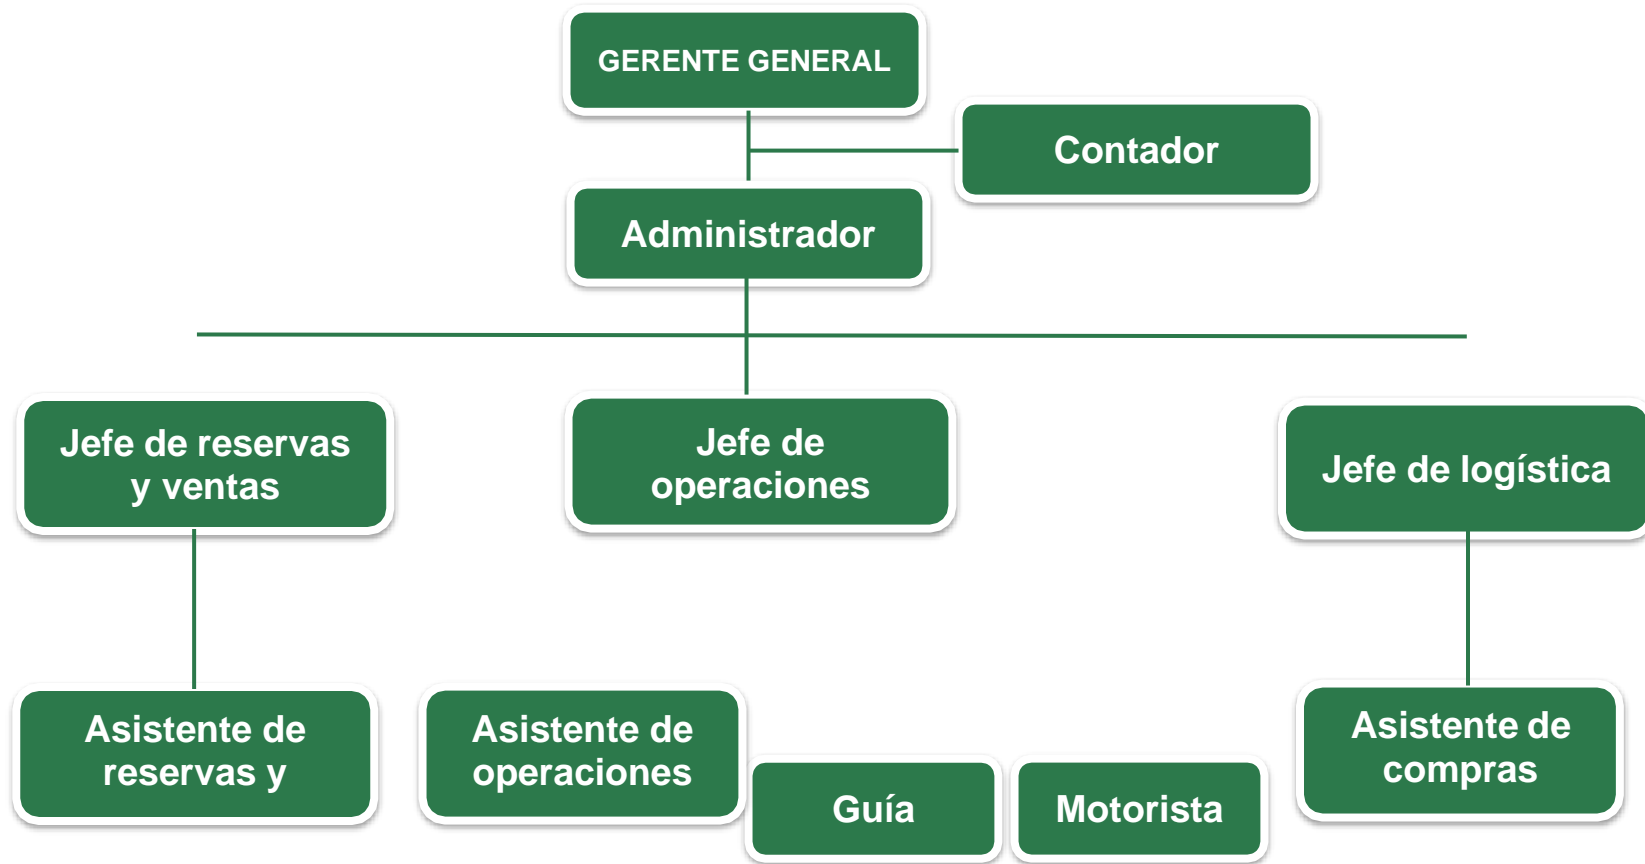 GERENTE GENERAL
Contador
Administrador
Jefe de reservas
y ventas
Jefe de
operaciones
Jefe de logística
Asistente de
reservas y
Asistente de
operaciones
Guía
Motorista
Asistente de
compras